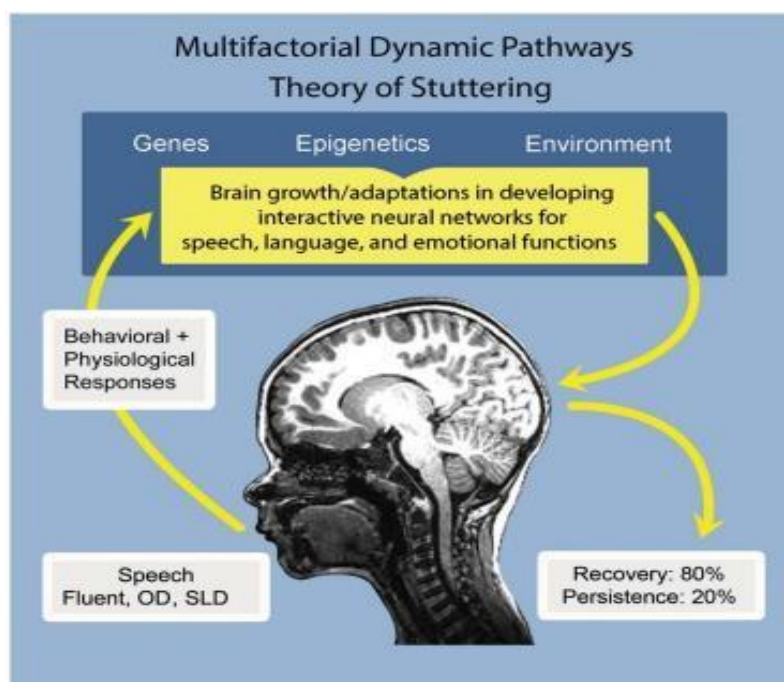 Multifactorial Dynamic Pathways
Theory of Stuttering
Genes Epigenetics Environment
Brain growth/adaptations in developing
interactive neural networks for
speech, language, and emotional functions
Behavioral +
Physiological
Responses
Speech
Fluent, OD, SLD
Recovery: 80%
Persistence: 20%